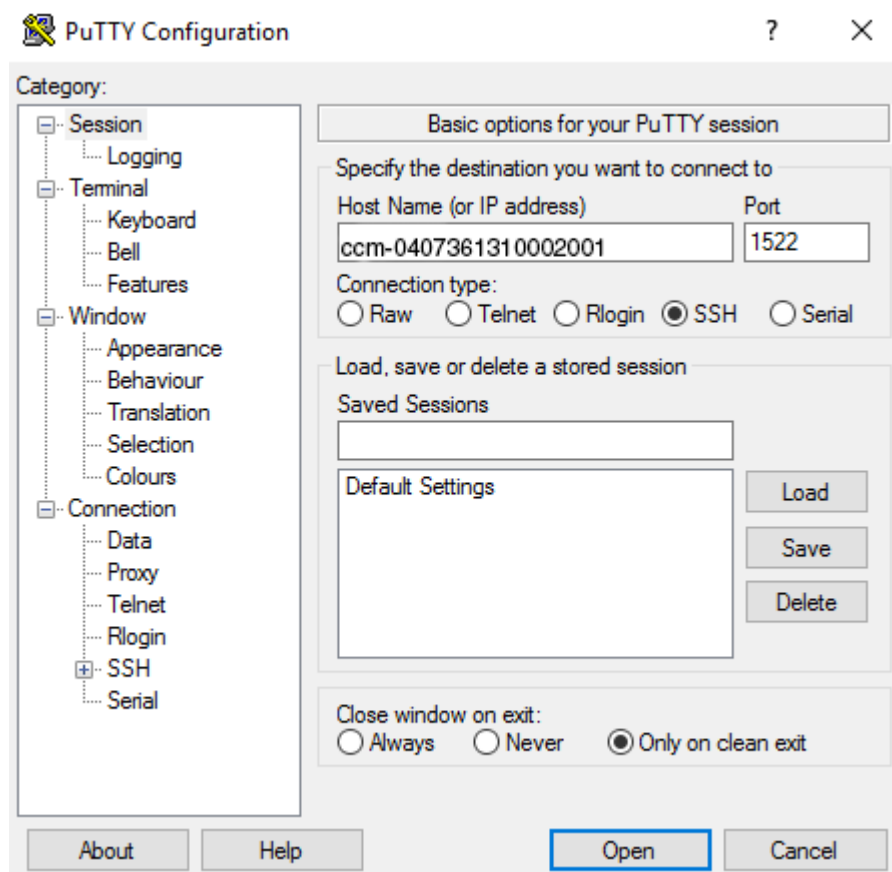 PuTTY Configuration
?
Category:
Session
Logging
Terminal
Keyboard
Bell
Features
Window
Appearance
Behaviour
Translation
Selection
Colours
Connection
Data
Proxy
Telnet
Rlogin
SSH
Serial
Basic options for your PuTTY session
Specify the destination you want to connect to
Host Name (or IP address) Port
ccm-0407361310002001 1522
Connection type:
Raw Telnet Rlogin SSH Serial
Load, save or delete a stored session
Saved Sessions
Default Settings
Load
Save
Delete
Close window on exit:
Always Never Only on clean exit
About Help Open Cancel